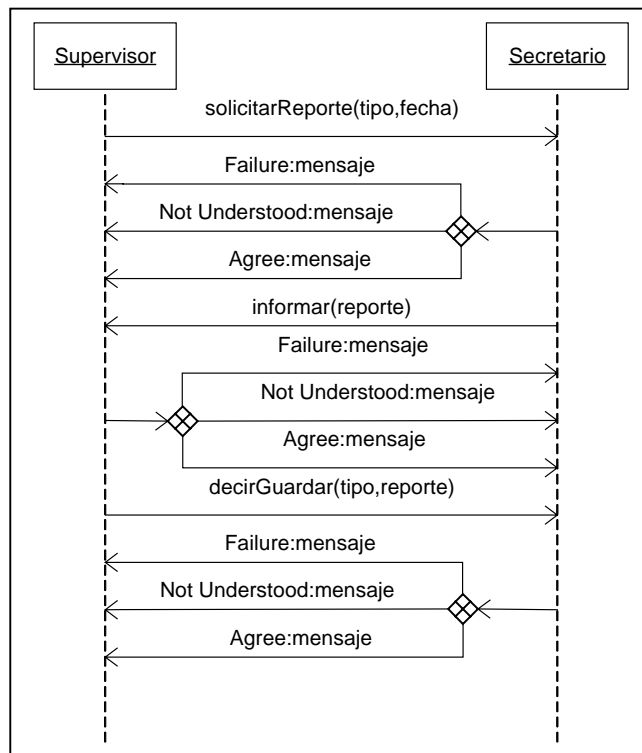 Supervisor
Secretario
solicitarReporte(tipo,fecha)
Failure:mensaje
Not Understood:mensaje
Agree:mensaje
informar(reporte)
Failure:mensaje
Not Understood:mensaje
Agree:mensaje
decirGuardar(tipo,reporte)
Failure:mensaje
Not Understood:mensaje
Agree:mensaje